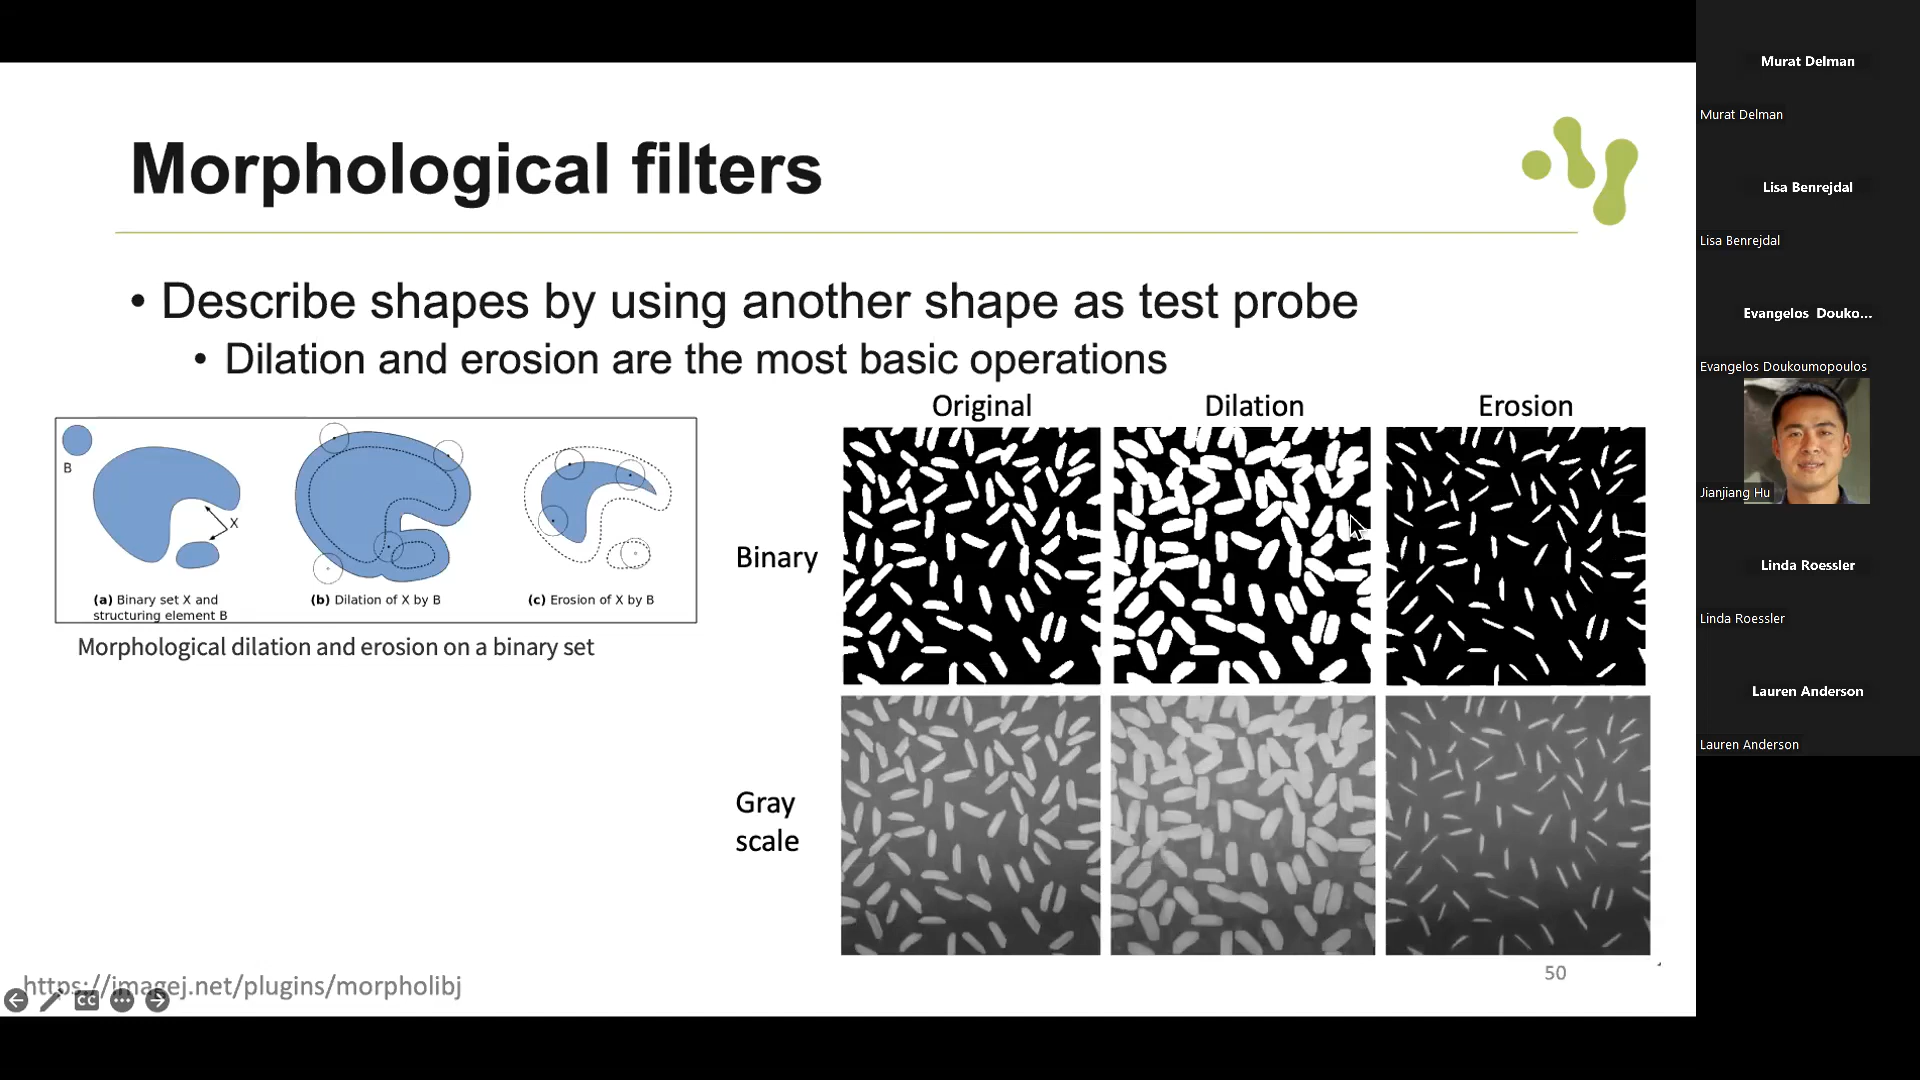 Morphological filters
• Describe shapes by using another shape as test probe
• Dilation and erosion are the most basic operations
Original
Dilation
Erosion
B
X
(a) Binary set X and
structuring element B
(b) Dilation of X by B
(c) Erosion of X by B
Morphological dilation and erosion on a binary set
Binary
Gray
scale
50
https://imagej.net/plugins/morpholibj
CC
Murat Delman
Murat Delman
Lisa Benrejdal
Lisa Benrejdal
Evangelos Douko...
Evangelos Doukoumopoulos
Jianjiang Hu
Linda Roessler
Linda Roessler
Lauren Anderson
Lauren Anderson